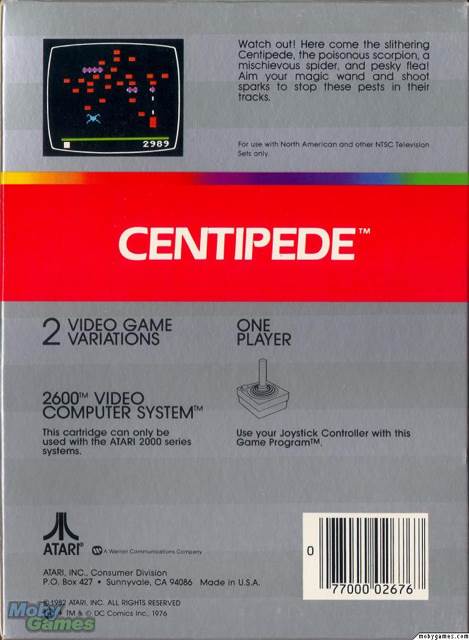 Watch out! Here come the slithering
Centipede, the poisonous scorpion, a
mischievous spider, and pesky flea!
Aim your magic wand and shoot
sparks to stop these pests in their
tracks.
2989
For use with North American and other NTSC Television
Sets only.
CENTIPEDE™
2 VIDEO GAME
VARIATIONS
ONE
PLAYER
2600™ VIDEO
COMPUTER SYSTEM™
This cartridge can only be
used with the ATARI 2000 series
systems.
Use your Joystick Controller with this
Game Program™.
ATARI®
A Warner Communications Company
ATARI, INC., Consumer Division
P.O. Box 427 • Sunnyvale, CA 94086 Made in U.S.A.
© 1982 ATARI, INC. ALL RIGHTS RESERVED
TM & © DC Comics Inc., 1976
0 77000 02676
Moby
Games
mobygames.com